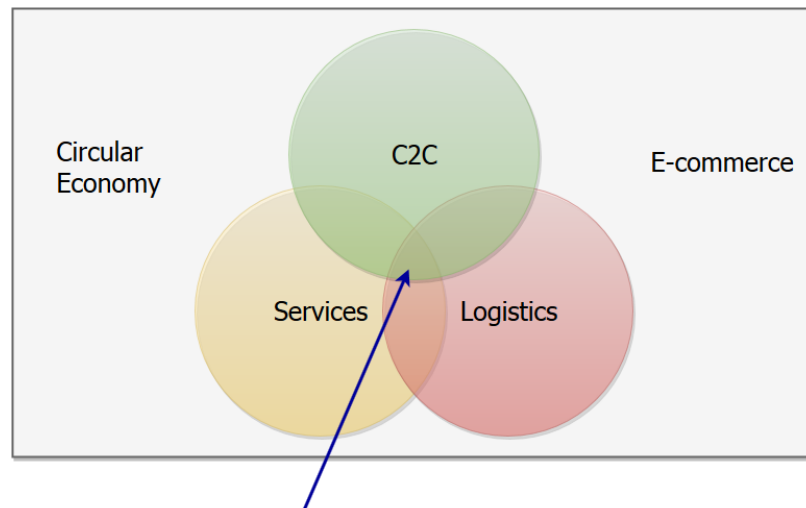 C2C
Circular
Economy
E-commerce
Services
Logistics